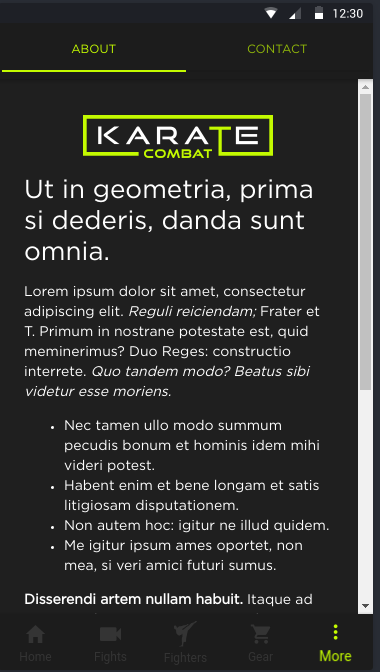 12:30
ABOUT CONTACT
KARATE
COMBAT
Ut in geometria, prima
si dederis, danda sunt
omnia.
Lorem ipsum dolor sit amet, consectetur
adipiscing elit. Reguli reiciendam; Frater et
T. Primum in nostrane potestate est, quid
meminerimus? Duo Reges: constructio
interrete. Quo tandem modo? Beatus sibi
videtur esse moriens.
• Nec tamen ullo modo summum
pecudis bonum et hominis idem mihi
videri potest.
• Habent enim et bene longam et satis
litigiosam disputationem.
• Non autem hoc: igitur ne illud quidem.
• Me igitur ipsum ames oportet, non
mea, si veri amici futuri sumus.
Disserendi artem nullam habuit. Itaque ad
Home Fights Fighters Gear More